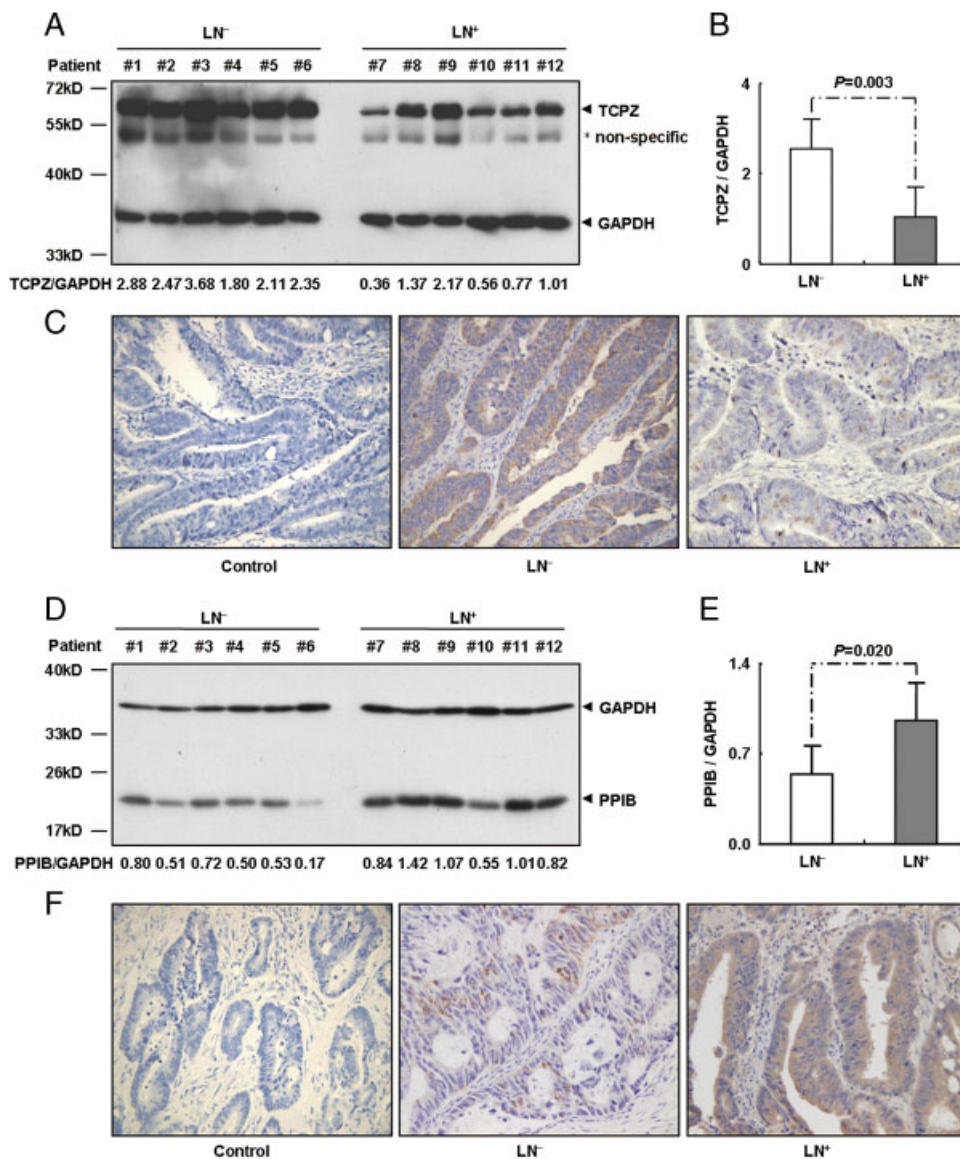 A
LN⁻ LN⁺
Patient #1 #2 #3 #4 #5 #6 #7 #8 #9 #10 #11 #12
72kD
TCPZ
55kD
* non-specific
40kD
GAPDH
33kD
TCPZ/GAPDH 2.88 2.47 3.68 1.80 2.11 2.35 0.36 1.37 2.17 0.56 0.77 1.01
B
P=0.003
4
2
0
TCPZ / GAPDH
LN⁻ LN⁺
C
Control LN⁻ LN⁺
D
LN⁻ LN⁺
Patient #1 #2 #3 #4 #5 #6 #7 #8 #9 #10 #11 #12
40kD
GAPDH
33kD
26kD
PPIB
17kD
PPIB/GAPDH 0.80 0.51 0.72 0.50 0.53 0.17 0.84 1.42 1.07 0.55 1.01 0.82
E
P=0.020
1.4
0.7
0.0
PPIB / GAPDH
LN⁻ LN⁺
F
Control LN⁻ LN⁺